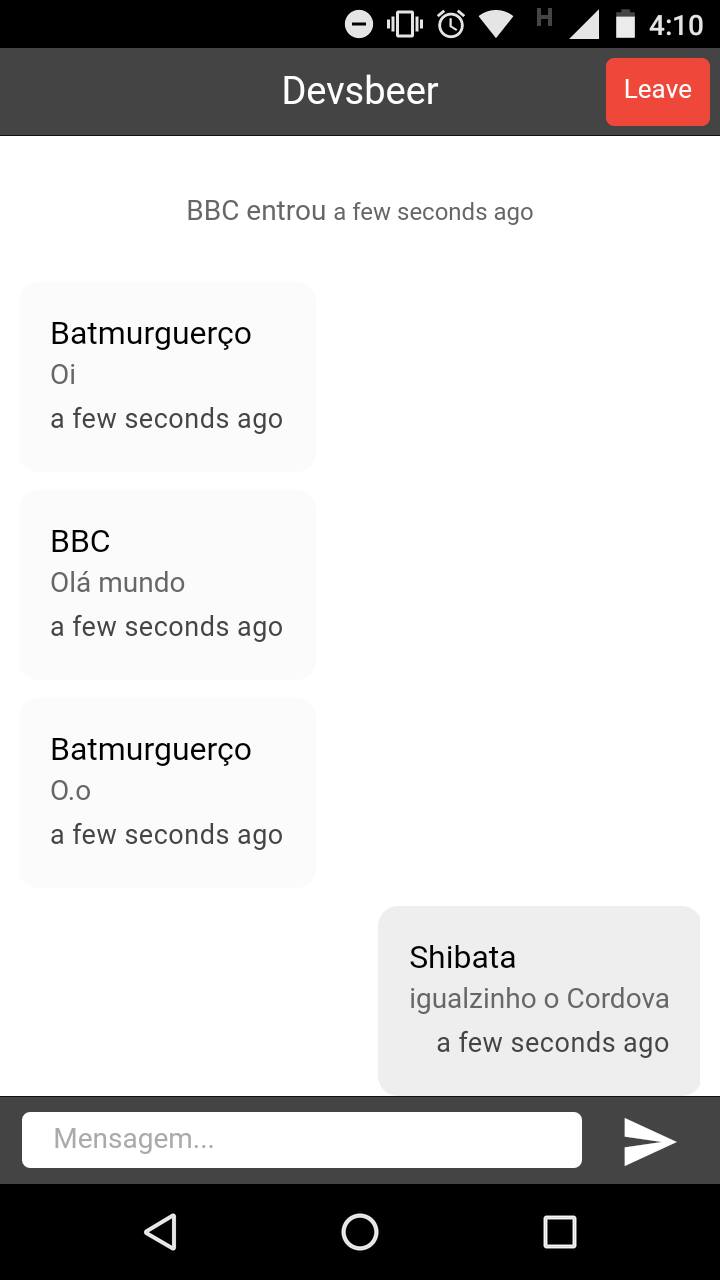 H
4:10
Devsbeer
Leave
BBC entrou a few seconds ago
Batmurguerço
Oi
a few seconds ago
BBC
Olá mundo
a few seconds ago
Batmurguerço
O.o
a few seconds ago
Shibata
igualzinho o Cordova
a few seconds ago
Mensagem...